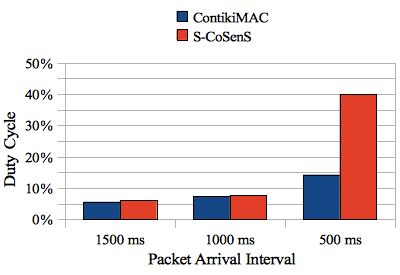 ContikiMAC
S-CoSenS
50%
40%
30%
20%
10%
0%
Duty Cycle
1500 ms
1000 ms
500 ms
Packet Arrival Interval